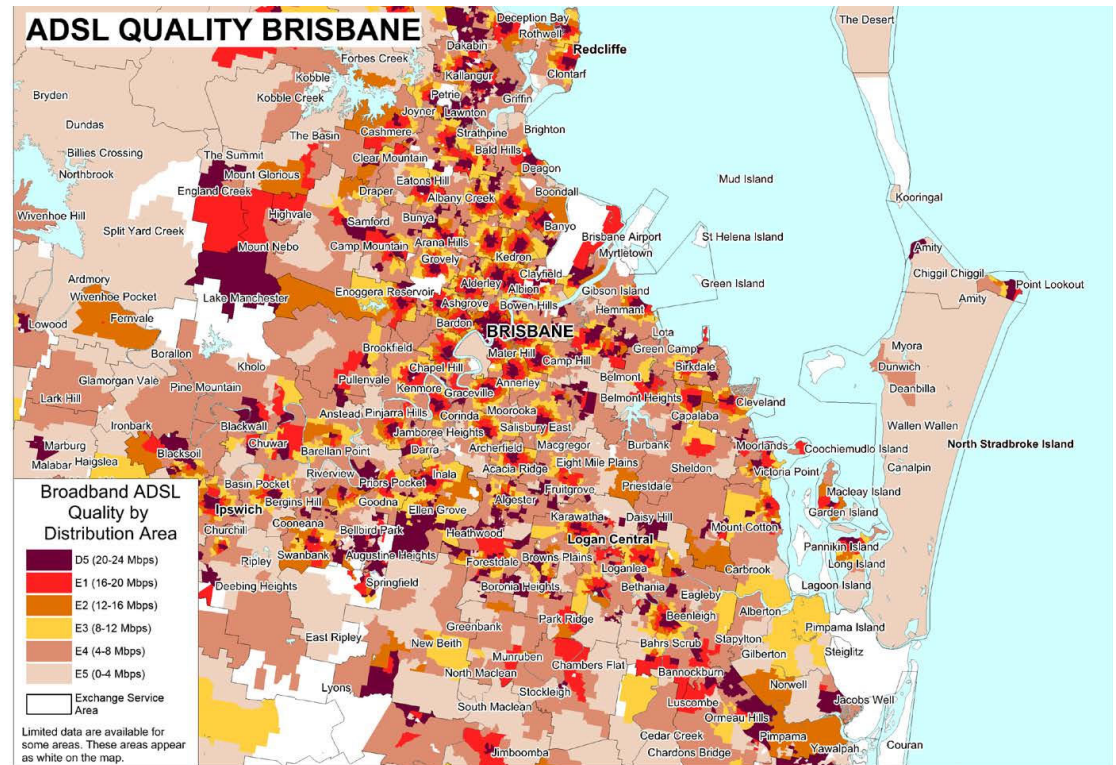 ADSL QUALITY BRISBANE
Deception Bay
Rothwell
Dakabin
Redcliffe
Forbes Creek
Kallangur
Clontarf
Kobble
Petrie
Griffin
Bryden
Kobble Creek
Joyner
Lawnton
Dundas
The Basin
Cashmere
Strathpine
Brighton
Billies Crossing
The Summit
Clear Mountain
Bald Hills
Northbrook
Mount Glorious
Deagon
England Creek
Draper
Eatons Hill
Boondall
Albany Creek
Wivenhoe Hill
Highvale
Samford
Bunya
Banyo
Split Yard Creek
Mount Nebo
Camp Mountain
Arana Hills
Brisbane Airport
Grovely
Kedron
Myrtletown
Clayfield
Ardmory
Enoggera Reservoir
Alderley
Albion
Gibson Island
Wivenhoe Pocket
Lake Manchester
Ashgrove
Bowen Hills
Fernvale
Hemmant
Lowood
Bardon
BRISBANE
Lota
Borallon
Brookfield
Mater Hill
Green Camp
Kholo
Chapel Hill
Camp Hill
Birkdale
Glamorgan Vale
Pullenvale
Annerley
Belmont
Pine Mountain
Kenmore
Graceville
Cleveland
Lark Hill
Anstead
Pinjarra Hills
Moorooka
Belmont Heights
Ironbark
Blackwall
Corinda
Capalaba
Chuwar
Jamboree Heights
Salisbury East
Marburg
Blacksoil
Barellan Point
Darra
Archerfield
Macgregor
Burbank
Moorlands
Coochiemudlo Island
Malabar
Haigslea
Riverview
Acacia Ridge
Eight Mile Plains
Sheldon
Victoria Point
Basin Pocket
Priors Pocket
Inala
Fruitgrove
Priestdale
Macleay Island
Bergins Hill
Goodna
Algester
Garden Island
Ipswich
Ellen Grove
Karawatha
Daisy Hill
Mount Cotton
Churchill
Cooneana
Bellbird Park
Heathwood
Logan Central
Pannikin Island
Ripley
Swanbank
Augustine Heights
Forestdale
Browns Plains
Long Island
Deebing Heights
Springfield
Loganlea
Carbrook
Lagoon Island
Boronia Heights
Bethania
Eagleby
Alberton
Park Ridge
Beenleigh
Pimpama Island
East Ripley
Greenbank
Stapylton
New Beith
Bahrs Scrub
Gilberton
Steiglitz
Munruben
Chambers Flat
Bannockburn
Lyons
North Maclean
Norwell
Stockleigh
Luscombe
Jacobs Well
South Maclean
Ormeau Hills
Cedar Creek
Pimpama
Couran
Jimboomba
Chardons Bridge
Yawalpah
The Desert
Mud Island
Kooringal
St Helena Island
Amity
Green Island
Chiggil Chiggil
Point Lookout
Amity
Myora
Dunwich
Deanbilla
Wallen Wallen
North Stradbroke Island
Canalpin
Broadband ADSL
Quality by
Distribution Area
D5 (20-24 Mbps)
E1 (16-20 Mbps)
E2 (12-16 Mbps)
E3 (8-12 Mbps)
E4 (4-8 Mbps)
E5 (0-4 Mbps)
Exchange Service
Area
Limited data are available for
some areas. These areas appear
as white on the map.